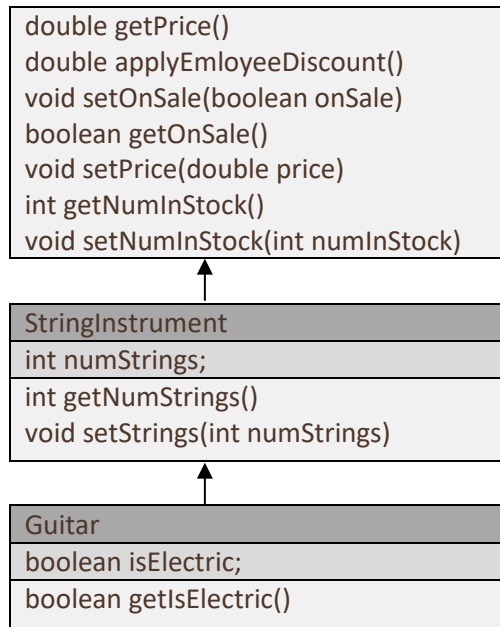 double getPrice()
double applyEmloyeeDiscount()
void setOnSale(boolean onSale)
boolean getOnSale()
void setPrice(double price)
int getNumInStock()
void setNumInStock(int numInStock)
StringInstrument
int numStrings;
int getNumStrings()
void setStrings(int numStrings)
Guitar
boolean isElectric;
boolean getIsElectric()